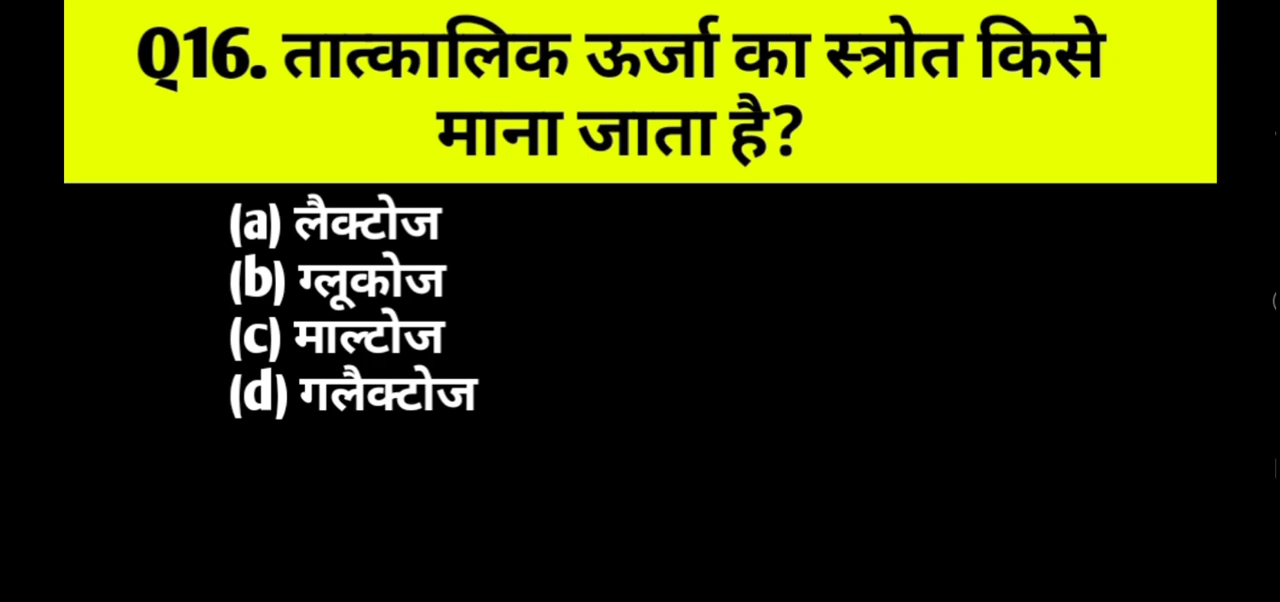 Q16. तात्कालिक ऊर्जा का स्त्रोत किसे
माना जाता है?
(a) लैक्टोज
(b) ग्लूकोज
(c) माल्टोज
(d) गलैक्टोज